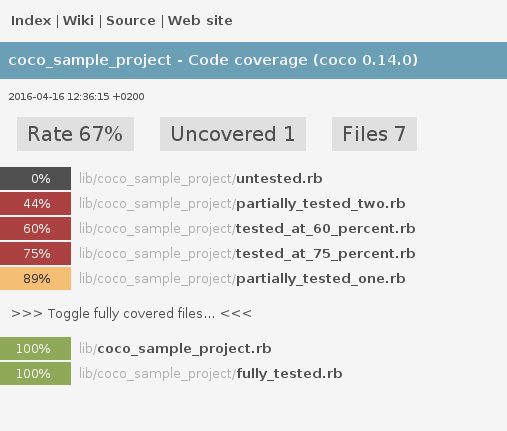 Index | Wiki | Source | Web site
coco_sample_project - Code coverage (coco 0.14.0)
2016-04-16 12:36:15 +0200
Rate 67% Uncovered 1 Files 7
0% lib/coco_sample_project/untested.rb
44% lib/coco_sample_project/partially_tested_two.rb
60% lib/coco_sample_project/tested_at_60_percent.rb
75% lib/coco_sample_project/tested_at_75_percent.rb
89% lib/coco_sample_project/partially_tested_one.rb
>>> Toggle fully covered files... <<<
100% lib/coco_sample_project.rb
100% lib/coco_sample_project/fully_tested.rb